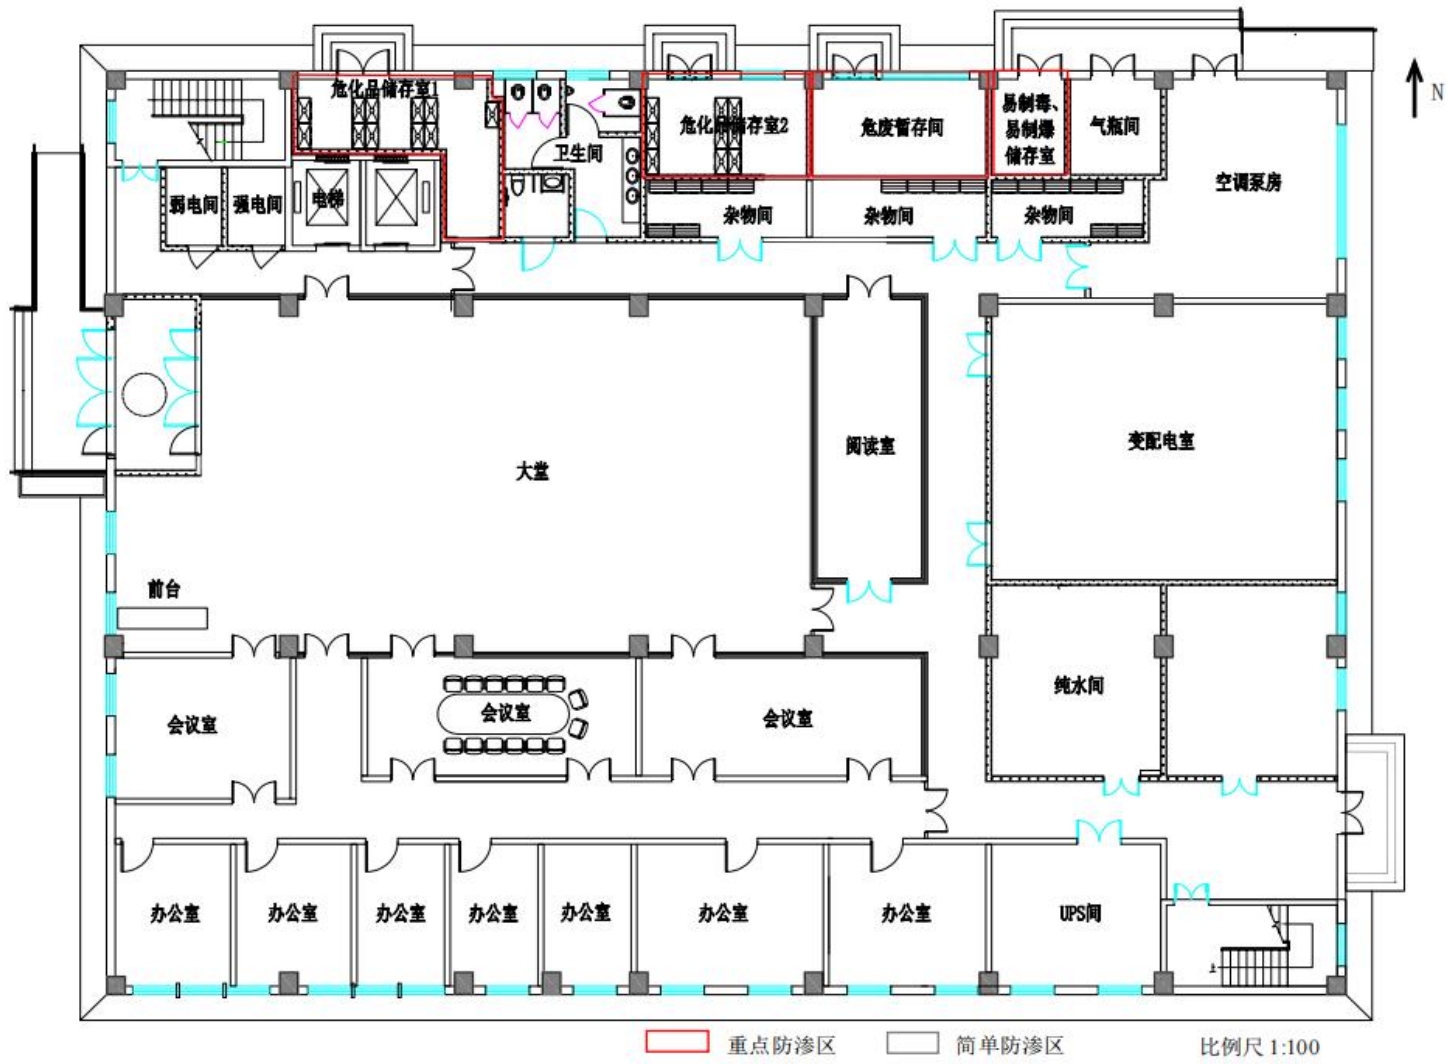 危化品储存室1
N
卫生间
危化品储存室2
危废暂存间
易制毒、
易制爆
储存室
气瓶间
空调泵房
弱电间
强电间
电梯
杂物间
杂物间
杂物间
大堂
阅读室
变配电室
前台
会议室
会议室
会议室
纯水间
办公室
办公室
办公室
办公室
办公室
办公室
办公室
UPS间
上
重点防渗区
简单防渗区
比例尺 1:100